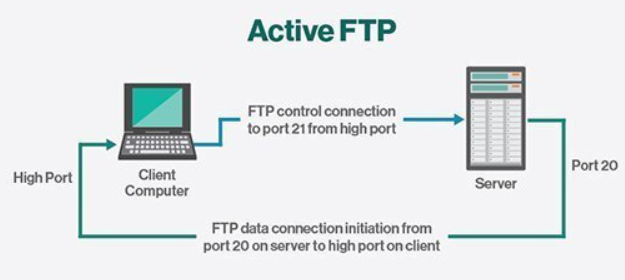 Active FTP
FTP control connection
to port 21 from high port
High Port
Client
Computer
Server
Port 20
FTP data connection initiation from
port 20 on server to high port on client